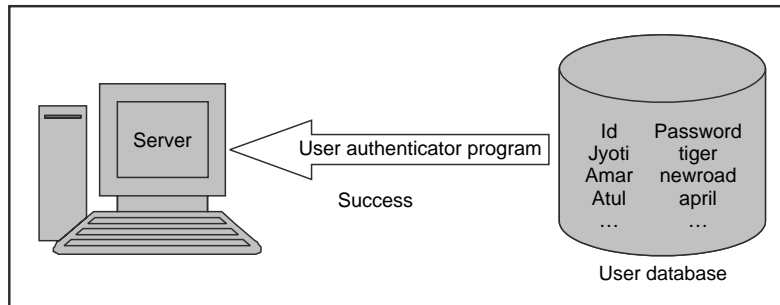 Server
User authenticator program
Success
Id Password
Jyoti tiger
Amar newroad
Atul april
… …
User database